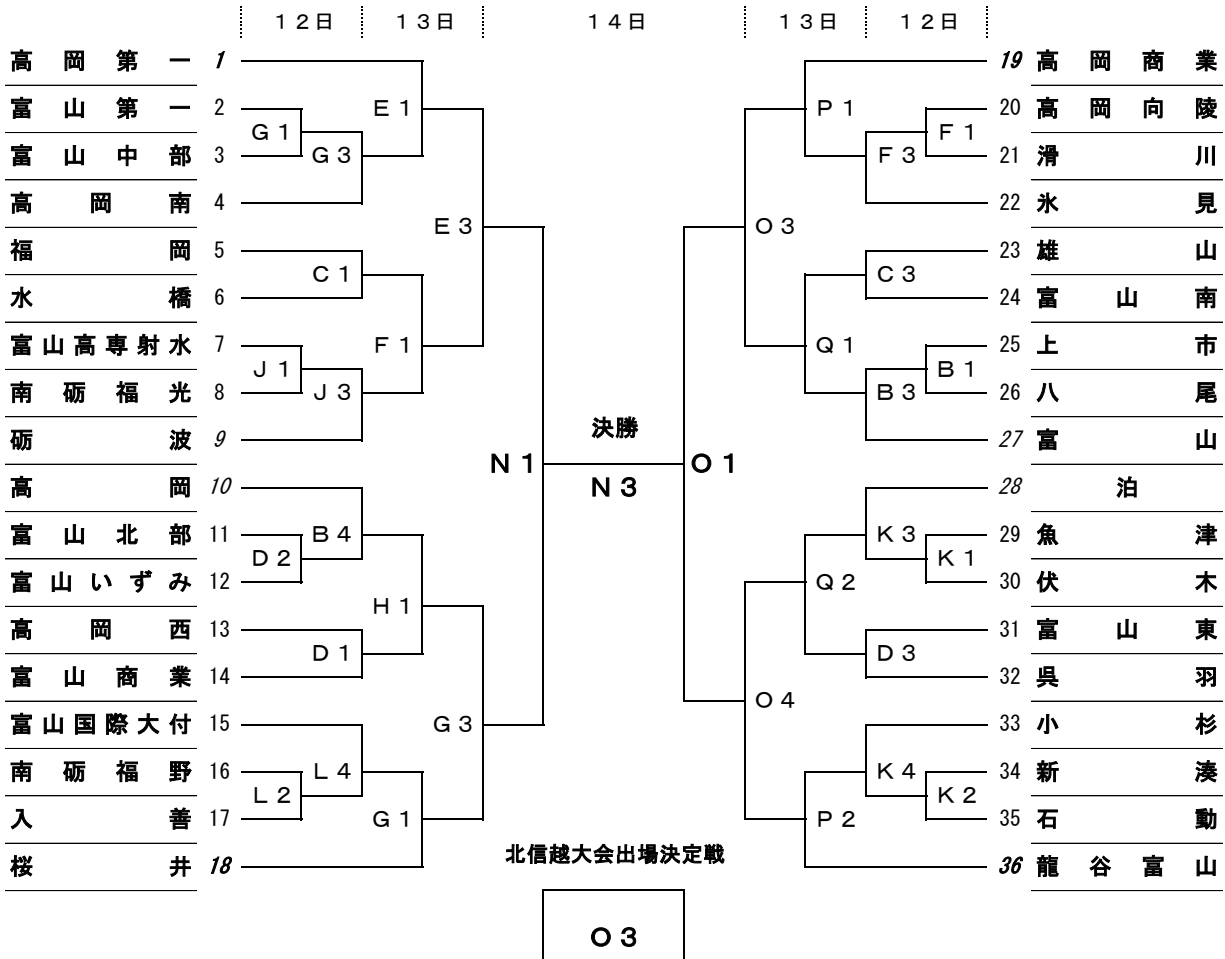 12日 13日 14日 13日 12日
高岡第一 1 19 高岡商業
富山第一 2 E1 P1 20 高岡向陵
G1 F1
富山中部 3 G3 F3 21 滑川
高岡南 4 22 氷見
E3 O3
福岡 5 23 雄山
C1 C3
水橋 6 24 富山南
富山高専射水 7 F1 Q1 25 上市
J1 B1
南砺福光 8 J3 B3 26 八尾
決勝
砺波 9 27 富山
N1 O1
高岡 10 N3 28 泊
富山北部 11 B4 K3 29 魚津
D2 K1
富山いずみ 12 Q2 30 伏木
H1
高岡西 13 31 富山東
D1 D3
富山商業 14 32 呉羽
O4
富山国際大付 15 G3 33 小杉
南砺福野 16 L4 K4 34 新湊
L2 K2
入善 17 G1 P2 35 石動
北信越大会出場決定戦
桜井 18 36 龍谷富山
O3